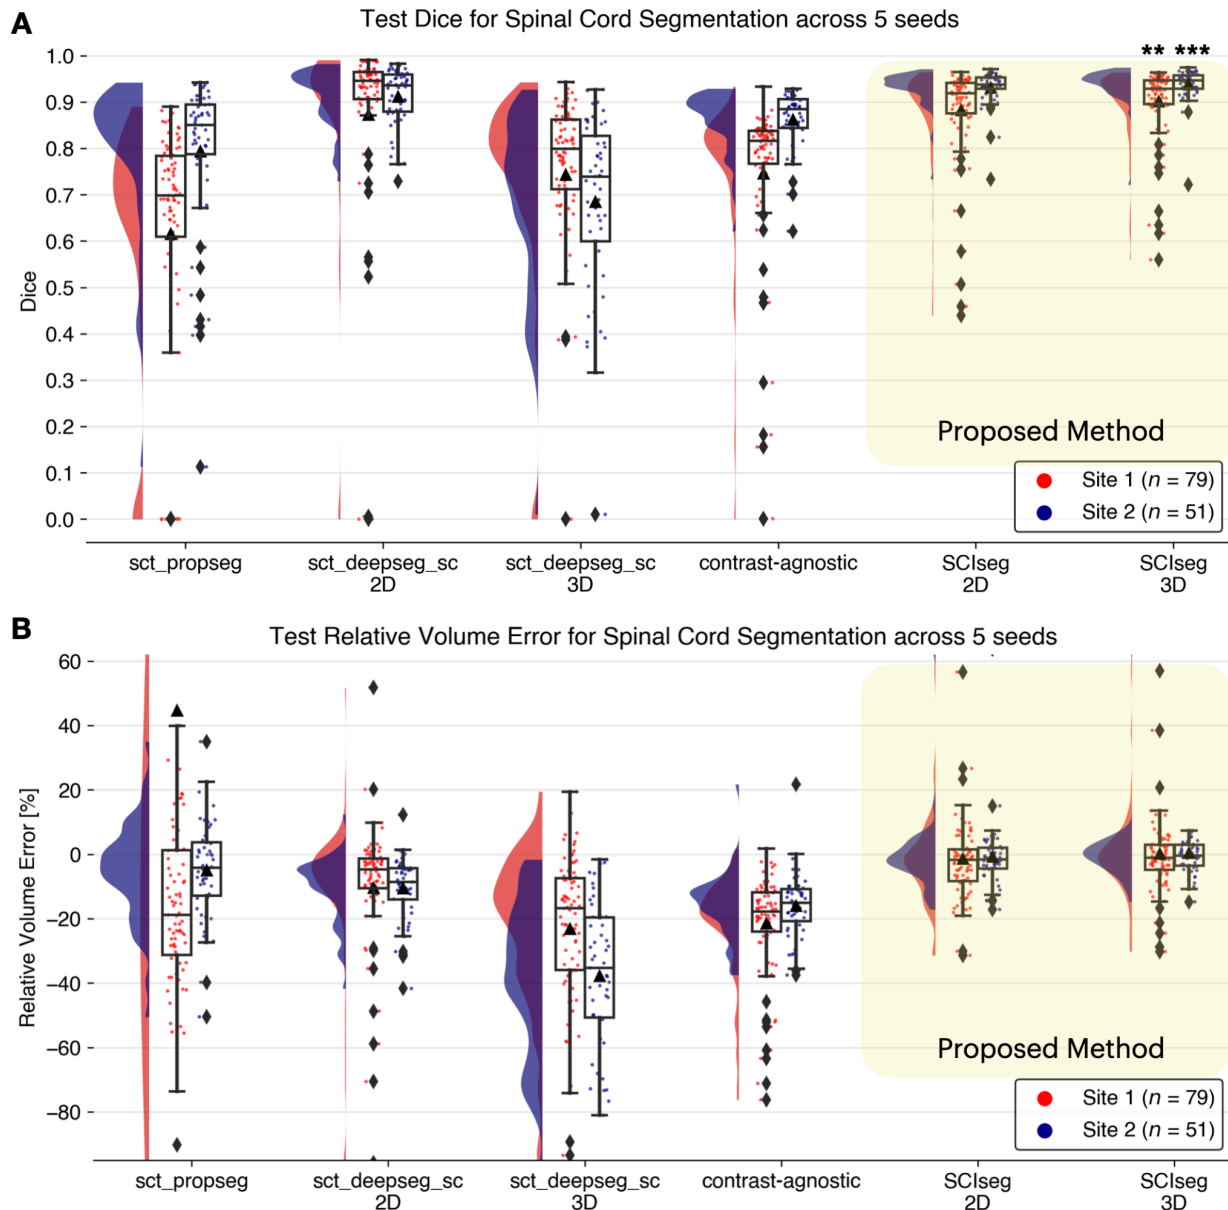 A
Test Dice for Spinal Cord Segmentation across 5 seeds
** ***
1.0
0.9
0.8
0.7
0.6
0.5
0.4
0.3
0.2
0.1
0.0
Dice
Proposed Method
Site 1 (n = 79)
Site 2 (n = 51)
sct_propseg
sct_deepseg_sc
2D
sct_deepseg_sc
3D
contrast-agnostic
SCIseg
2D
SCIseg
3D
B
Test Relative Volume Error for Spinal Cord Segmentation across 5 seeds
60
40
20
0
−20
−40
−60
−80
Relative Volume Error [%]
Proposed Method
Site 1 (n = 79)
Site 2 (n = 51)
sct_propseg
sct_deepseg_sc
2D
sct_deepseg_sc
3D
contrast-agnostic
SCIseg
2D
SCIseg
3D